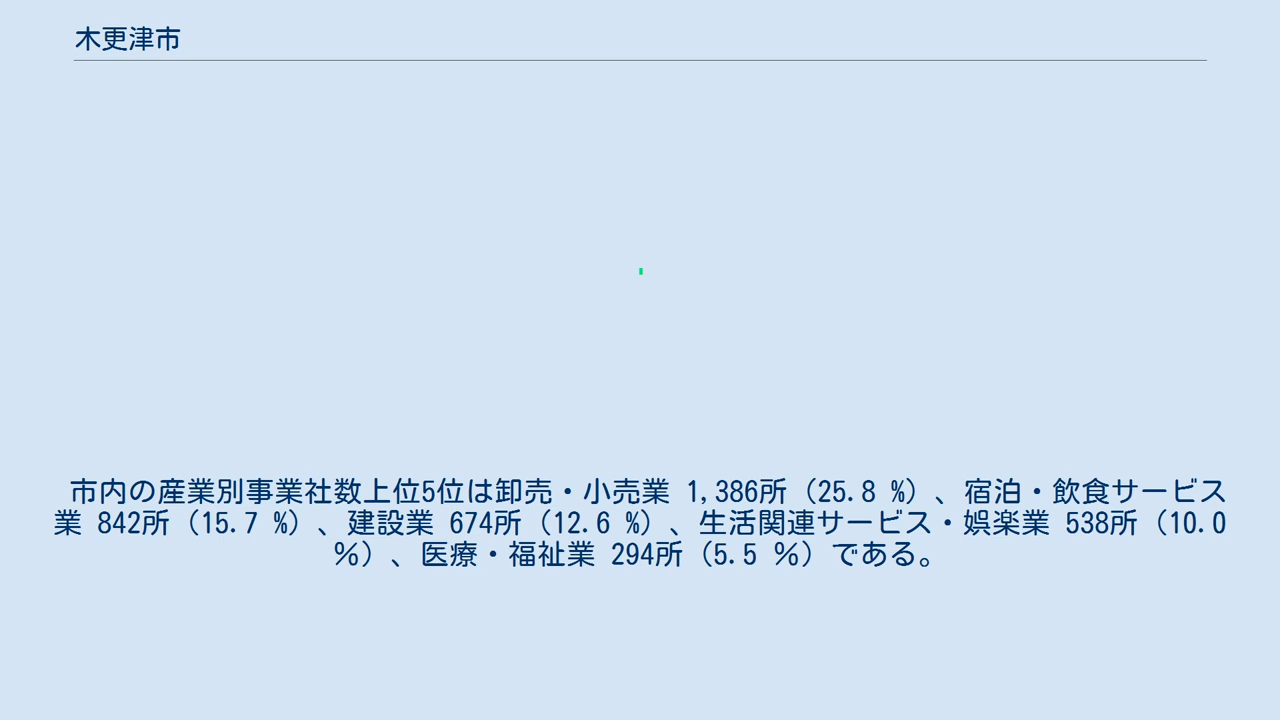 木更津市
市内の産業別事業社数上位5位は卸売・小売業 1,386所（25.8 %）、宿泊・飲食サービス
業 842所（15.7 %）、建設業 674所（12.6 %）、生活関連サービス・娯楽業 538所（10.0
%）、医療・福祉業 294所（5.5 %）である。